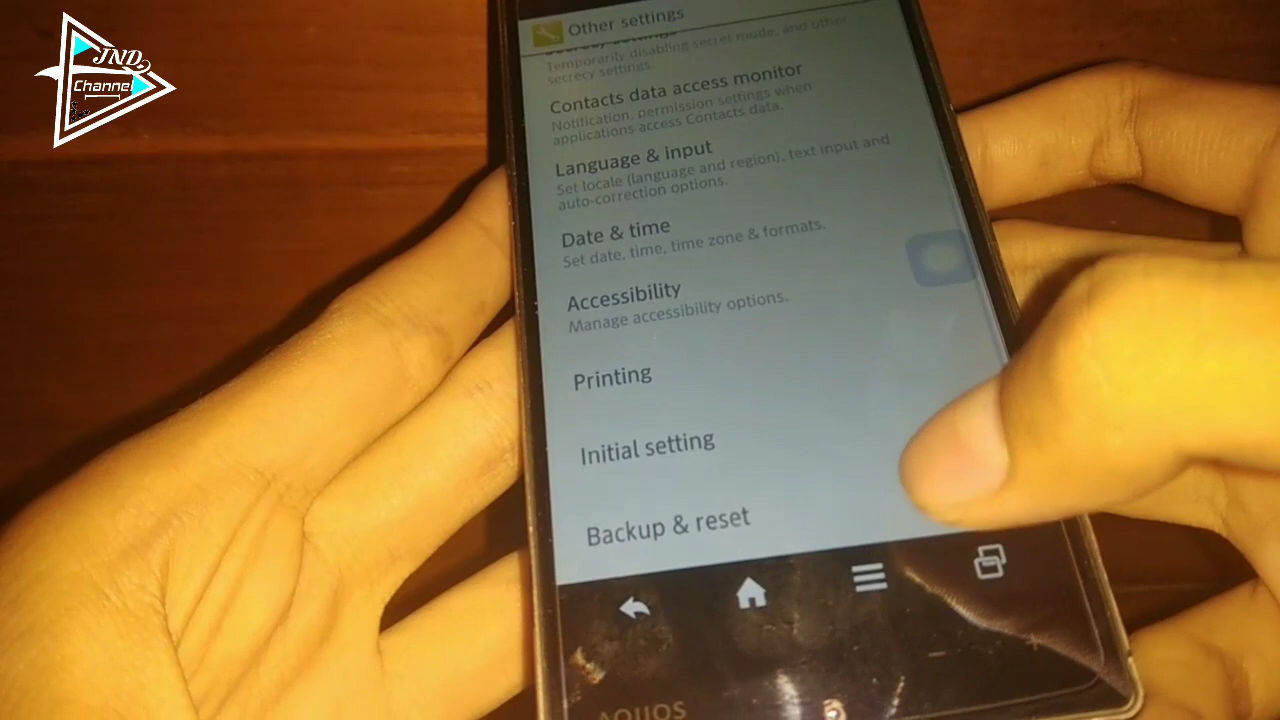 JND
Channel
Other settings
Secrecy settings
Temporarily disabling secret mode, and other
secrecy settings.
Contacts data access monitor
Notification, permission settings when
applications access Contacts data.
Language & input
Set locale (language and region), text input and
auto-correction options.
Date & time
Set date, time, time zone & formats.
Accessibility
Manage accessibility options.
Printing
Initial setting
Backup & reset
AQUOS